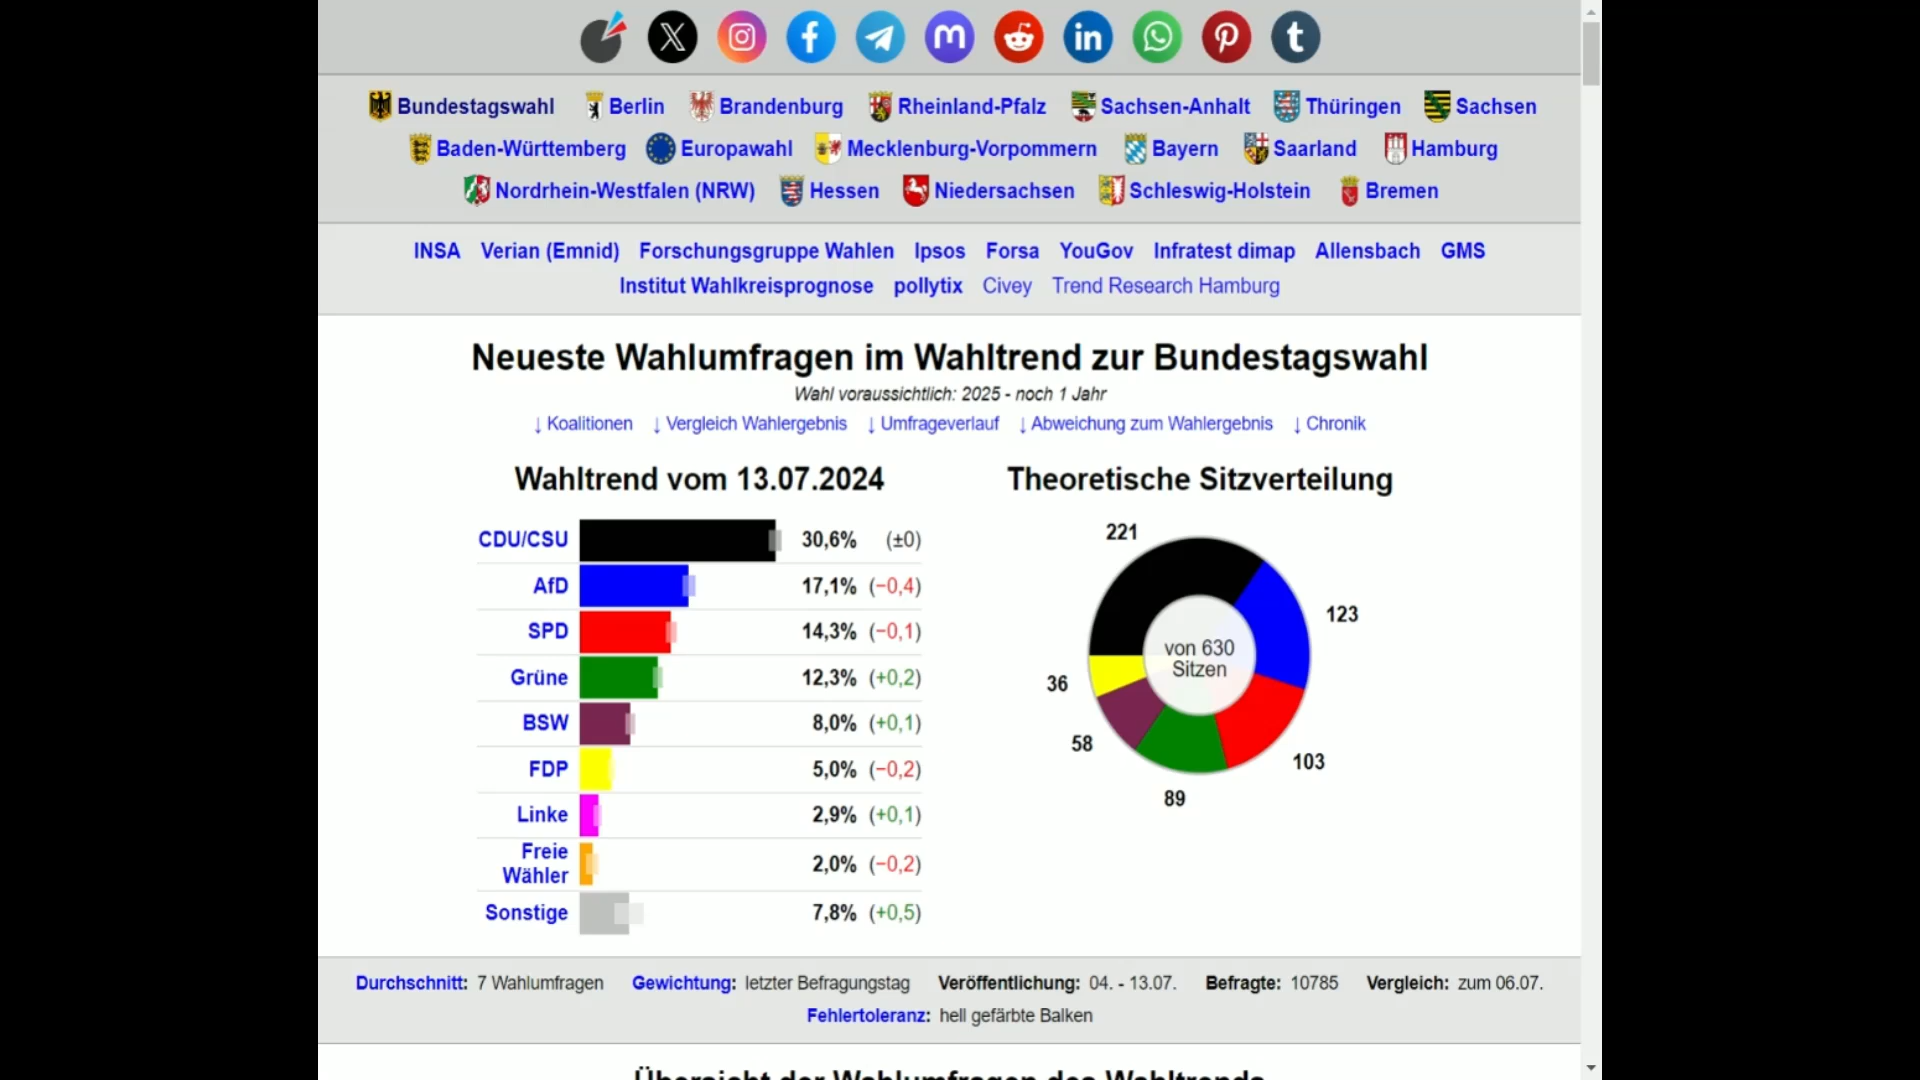 Bundestagswahl Berlin Brandenburg Rheinland-Pfalz Sachsen-Anhalt Thüringen Sachsen
Baden-Württemberg Europawahl Mecklenburg-Vorpommern Bayern Saarland Hamburg
Nordrhein-Westfalen (NRW) Hessen Niedersachsen Schleswig-Holstein Bremen
INSA Verian (Emnid) Forschungsgruppe Wahlen Ipsos Forsa YouGov Infratest dimap Allensbach GMS
Institut Wahlkreisprognose pollytix Civey Trend Research Hamburg
Neueste Wahlumfragen im Wahltrend zur Bundestagswahl
Wahl voraussichtlich: 2025 - noch 1 Jahr
↓ Koalitionen ↓ Vergleich Wahlergebnis ↓ Umfrageverlauf ↓ Abweichung zum Wahlergebnis ↓ Chronik
Wahltrend vom 13.07.2024
CDU/CSU 30,6% (±0)
AfD 17,1% (−0,4)
SPD 14,3% (−0,1)
Grüne 12,3% (+0,2)
BSW 8,0% (+0,1)
FDP 5,0% (−0,2)
Linke 2,9% (+0,1)
Freie
Wähler 2,0% (−0,2)
Sonstige 7,8% (+0,5)
Theoretische Sitzverteilung
221
123
von 630
Sitzen
36
58
103
89
Durchschnitt: 7 Wahlumfragen Gewichtung: letzter Befragungstag Veröffentlichung: 04. - 13.07. Befragte: 10785 Vergleich: zum 06.07.
Fehlertoleranz: hell gefärbte Balken
Übersicht der Wahlumfragen des Wahltrends